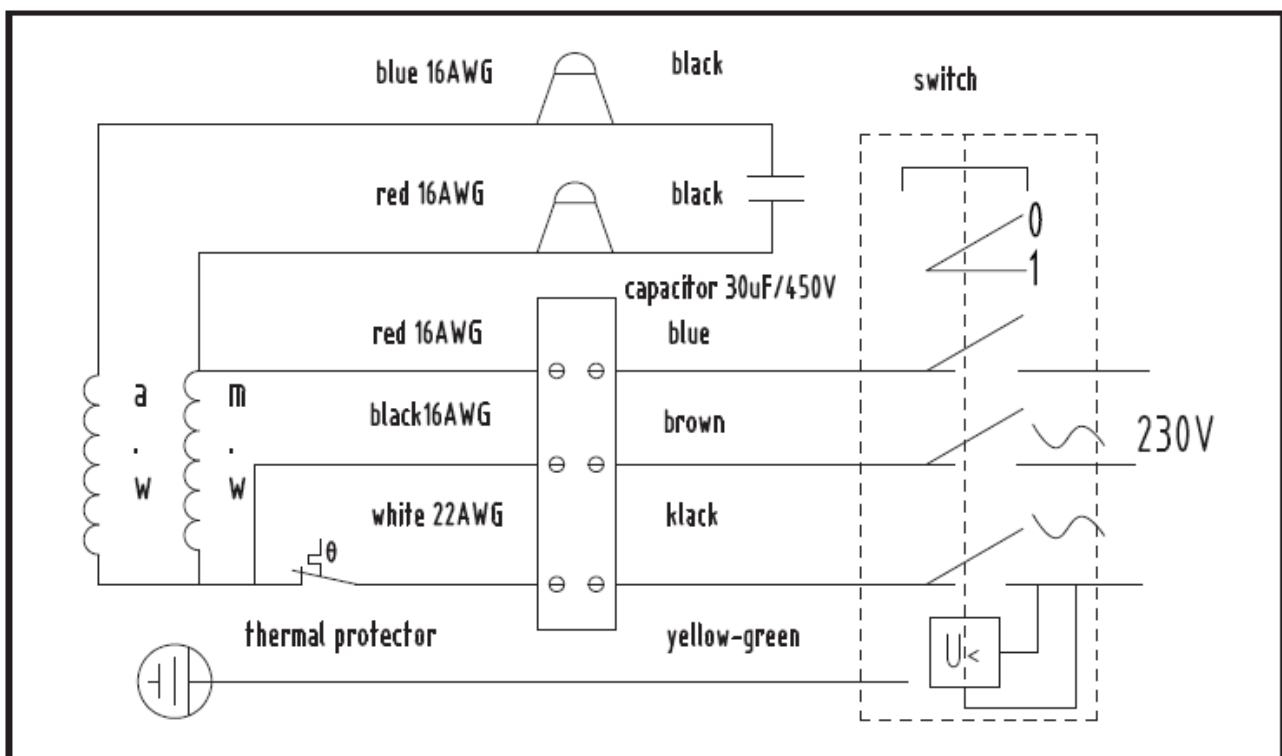 blue 16AWG
black
switch
red 16AWG
black
0
1
capacitor 30uF/450V
red 16AWG
blue
a.w
m.w
black16AWG
brown
230V
white 22AWG
klack
θ
thermal protector
yellow-green
U<